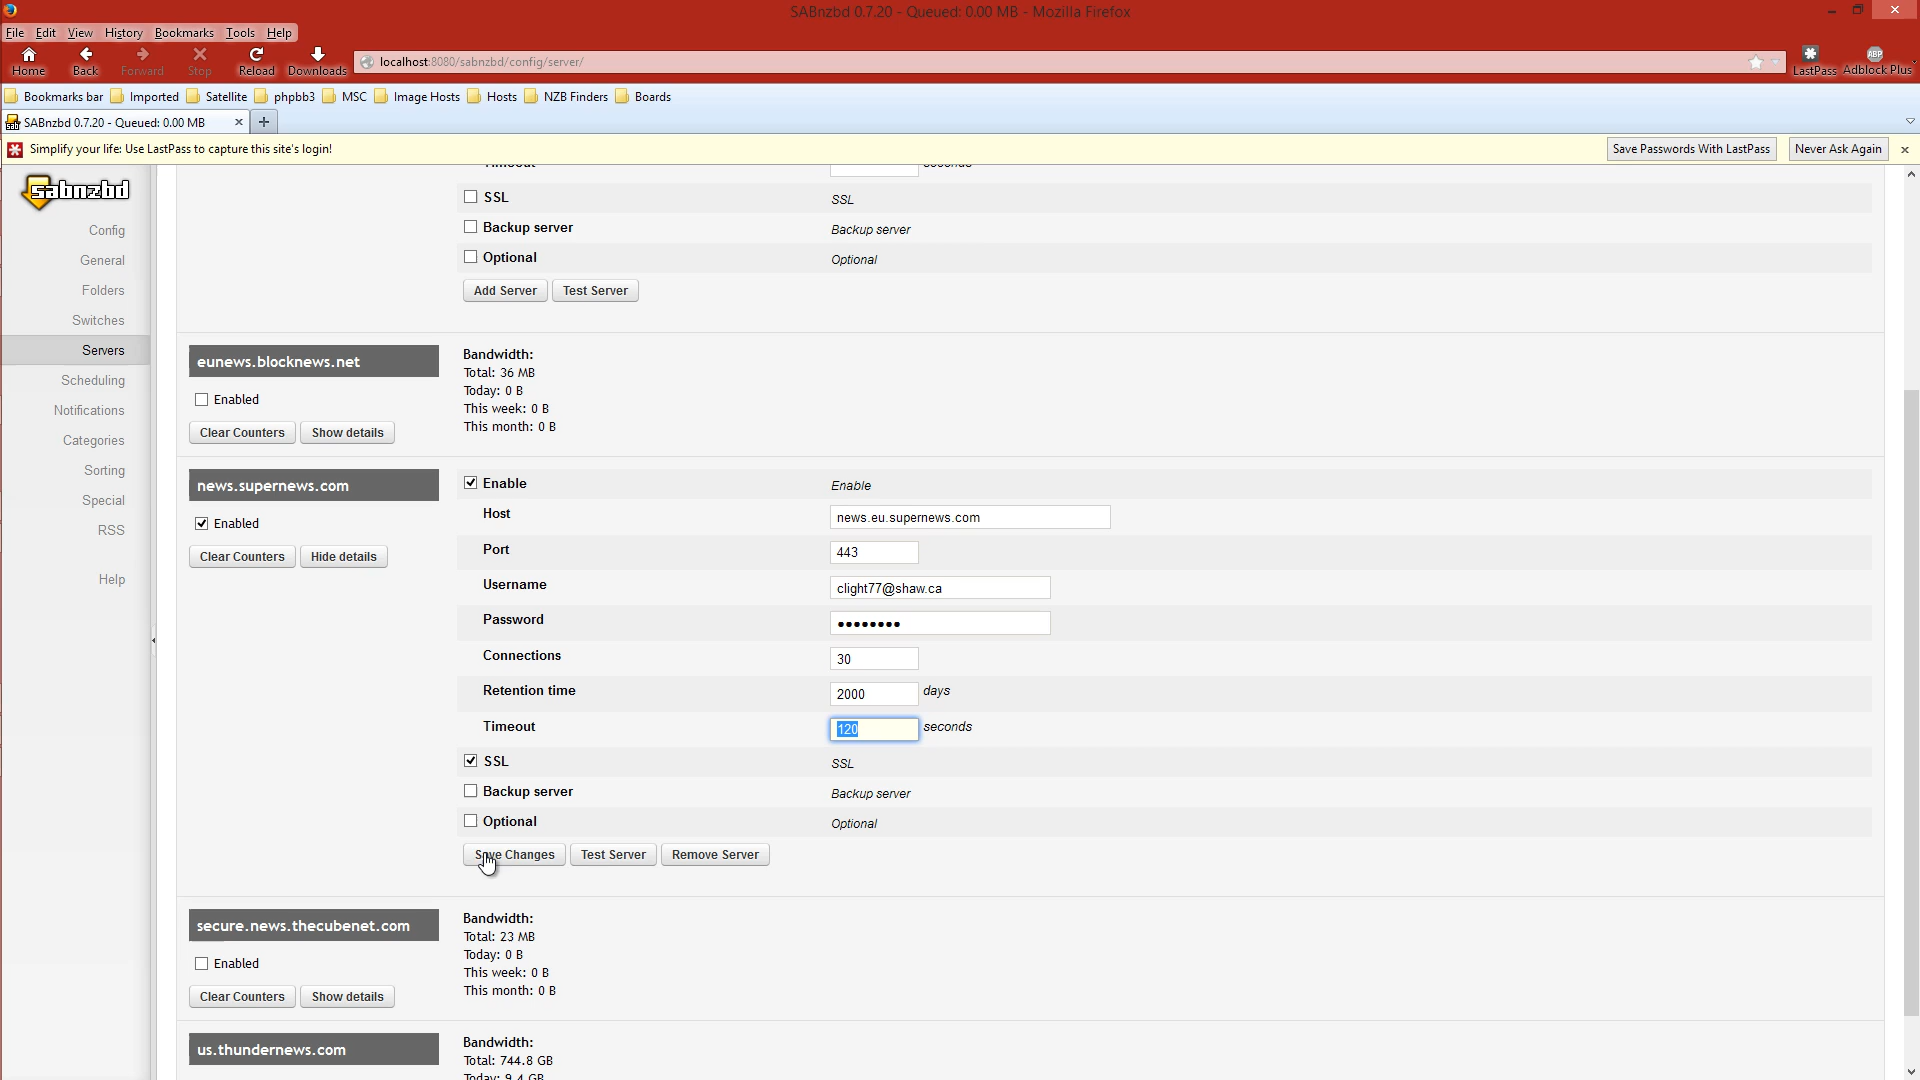 SABnzbd 0.7.20 - Queued: 0.00 MB - Mozilla Firefox
File Edit View History Bookmarks Tools Help
Home Back Forward Stop Reload Downloads localhost:8080/sabnzbd/config/server/ LastPass Adblock Plus
Bookmarks bar Imported Satellite phpbb3 MSC Image Hosts Hosts NZB Finders Boards
SABnzbd 0.7.20 - Queued: 0.00 MB
Simplify your life: Use LastPass to capture this site's login! Save Passwords With LastPass Never Ask Again
sabnzbd
Config
General
Folders
Switches
Servers
Scheduling
Notifications
Categories
Sorting
Special
RSS
Help
Timeout seconds
SSL SSL
Backup server Backup server
Optional Optional
Add Server Test Server
eunews.blocknews.net
Enabled
Clear Counters Show details
Bandwidth:
Total: 36 MB
Today: 0 B
This week: 0 B
This month: 0 B
news.supernews.com
Enabled
Clear Counters Hide details
Enable Enable
Host news.eu.supernews.com
Port 443
Username clight77@shaw.ca
Password
Connections 30
Retention time 2000 days
Timeout 120 seconds
SSL SSL
Backup server Backup server
Optional Optional
Save Changes Test Server Remove Server
secure.news.thecubenet.com
Enabled
Clear Counters Show details
Bandwidth:
Total: 23 MB
Today: 0 B
This week: 0 B
This month: 0 B
us.thundernews.com
Bandwidth:
Total: 744.8 GB
Today: 9.4 GB